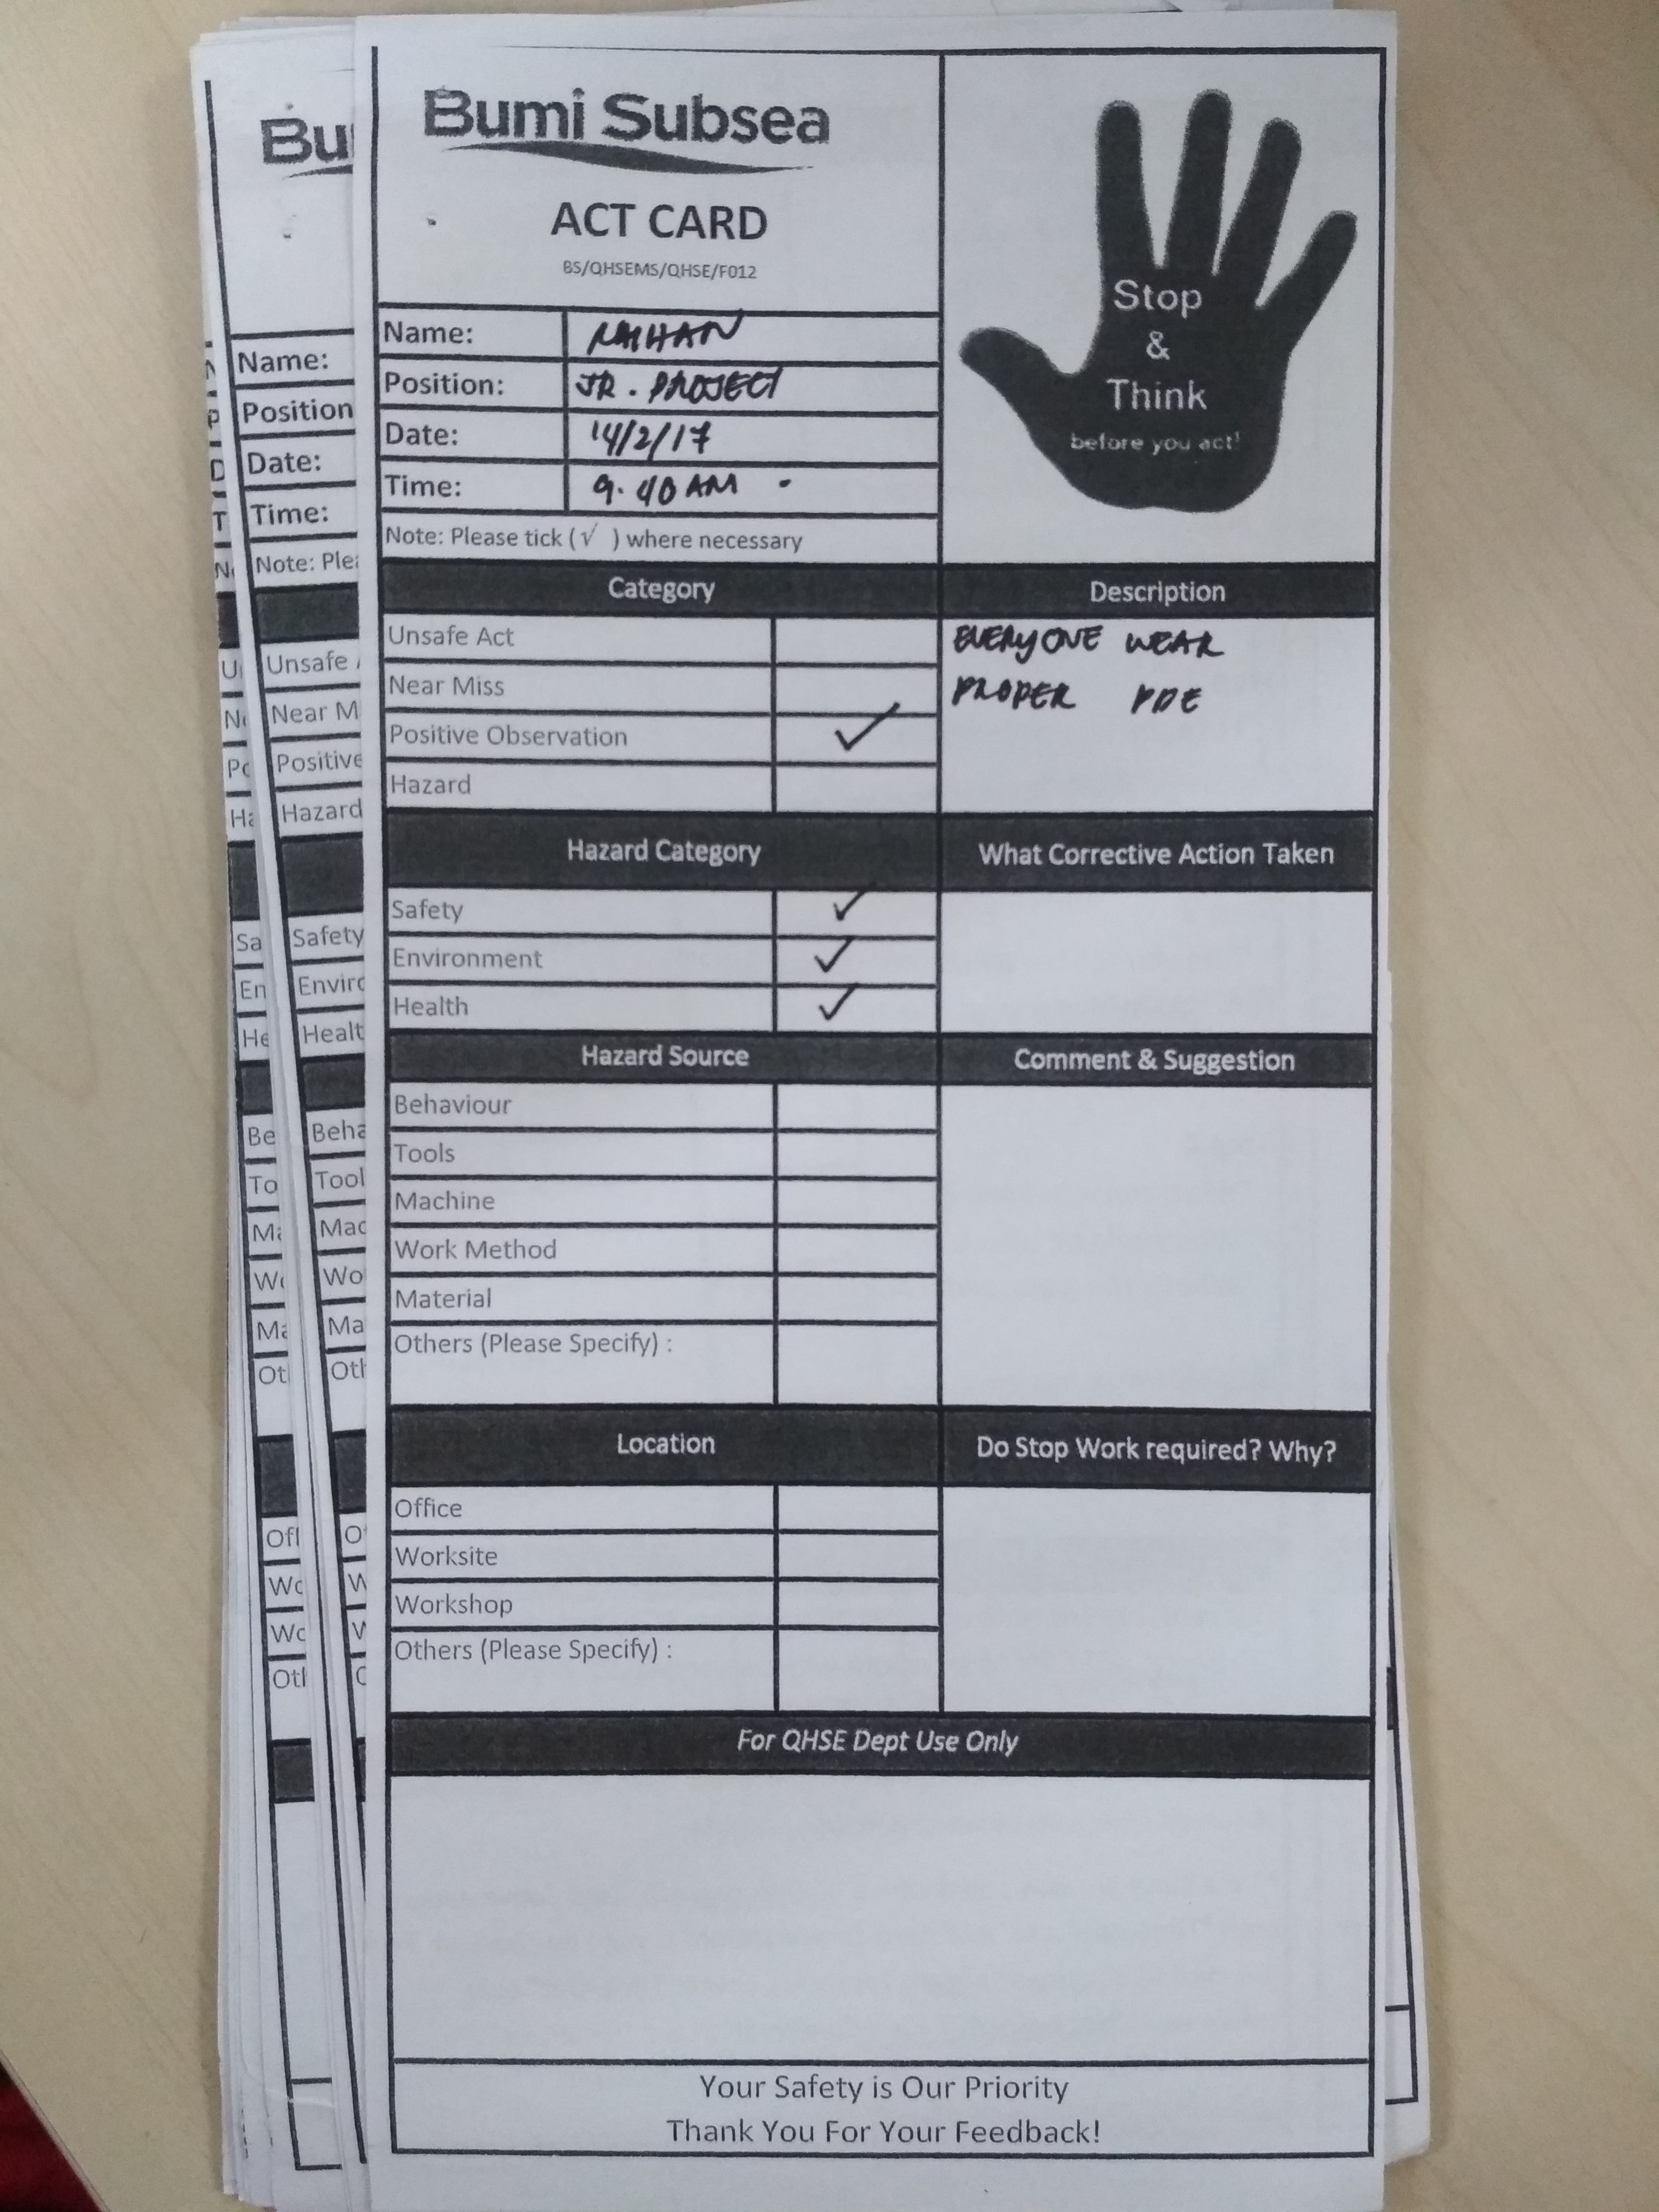 Bumi Subsea
ACT CARD
BS/QHSEMS/QHSE/F012
Stop
&
Think
before you act!
Name:
Position: JR. PROJECT
Date: 14/2/17
Time: 9.40 AM
Note: Please tick (√ ) where necessary
Category Description
Unsafe Act
Near Miss
Positive Observation ✓
Hazard
EVERYONE WEAR
PROPER PPE
Hazard Category What Corrective Action Taken
Safety ✓
Environment ✓
Health ✓
Hazard Source Comment & Suggestion
Behaviour
Tools
Machine
Work Method
Material
Others (Please Specify) :
Location Do Stop Work required? Why?
Office
Worksite
Workshop
Others (Please Specify) :
For QHSE Dept Use Only
Your Safety is Our Priority
Thank You For Your Feedback!
Bu
Name:
Position
Date:
Time:
Note: Plea
Unsafe A
Near M
Positive
Hazard
Safety
Enviro
Healt
Beha
Tool
Mac
Wo
Ma
Oth